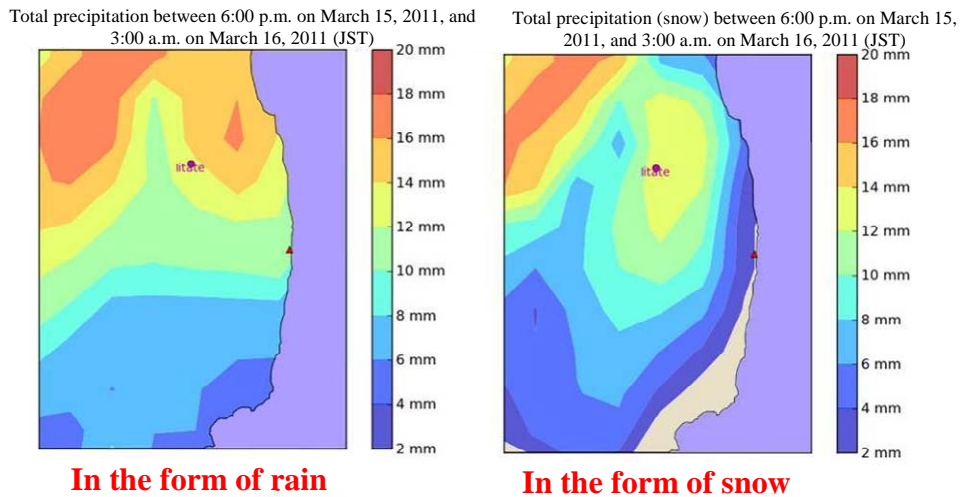 Total precipitation between 6:00 p.m. on March 15, 2011, and
3:00 a.m. on March 16, 2011 (JST)
20 mm
18 mm
16 mm
14 mm
12 mm
10 mm
8 mm
6 mm
4 mm
2 mm
Iitate
In the form of rain
Total precipitation (snow) between 6:00 p.m. on March 15,
2011, and 3:00 a.m. on March 16, 2011 (JST)
20 mm
18 mm
16 mm
14 mm
12 mm
10 mm
8 mm
6 mm
4 mm
2 mm
Iitate
In the form of snow